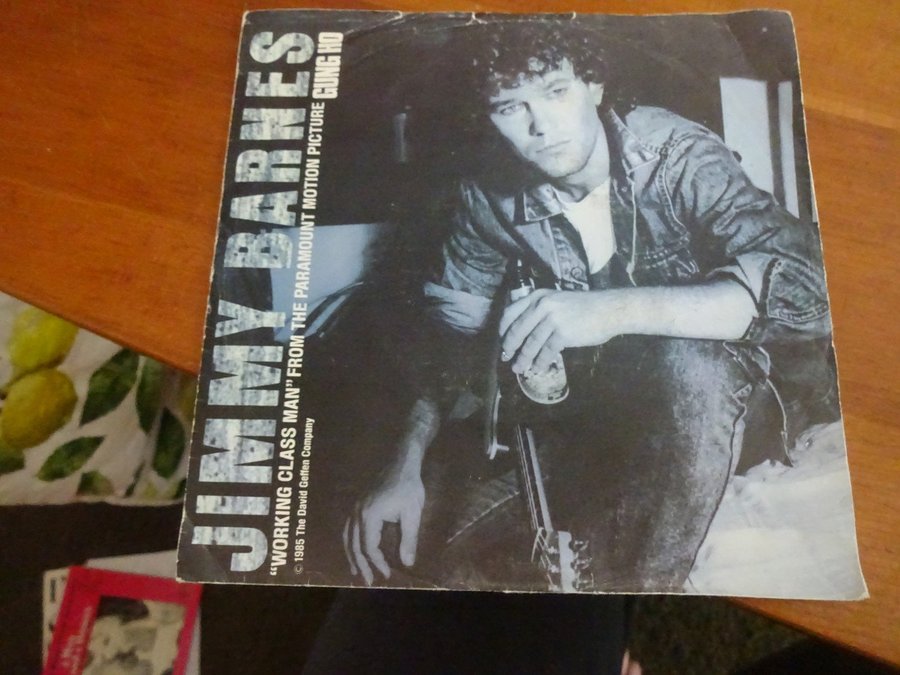 JIMMY BARNES
"WORKING CLASS MAN" FROM THE PARAMOUNT MOTION PICTURE GUNG HO
© 1985 The David Geffen Company